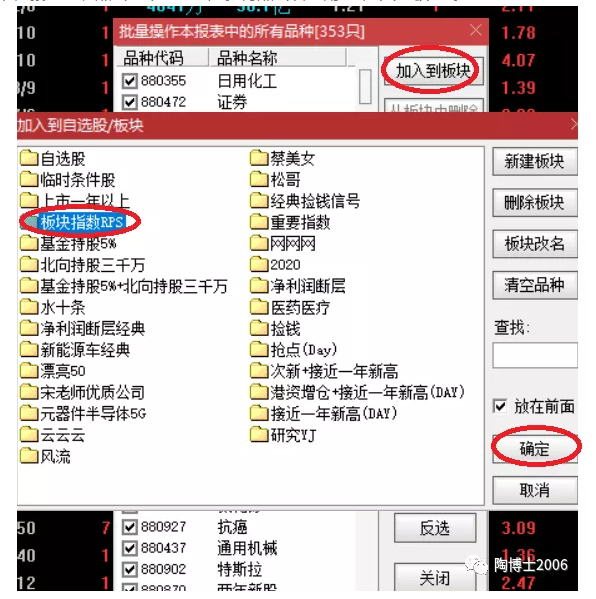 批量操作本报表中的所有品种[353只]
品种代码 品种名称
880355 日用化工
880472 证券
加入到板块
10 1 1.78
10 1 4.07
/9 1 1.39
加入到自选股/板块
自选股
临时条件股
上市一年以上
板块指数RPS
基金持股5%
北向持股三千万
基金持股5%+北向持股三千万
水十条
净利润断层经典
新能源车经典
漂亮50
宋老师优质公司
元器件半导体5G
云云云
风流
蔡美女
松哥
经典捡钱信号
重要指数
网网网
2020
净利润断层
医药医疗
捡钱
抢点(Day)
次新+接近一年新高
港资增仓+接近一年新高(DAY)
接近一年新高(DAY)
研究YJ
新建板块
删除板块
板块改名
清空品种
查找:
放在前面
确定
取消
50 7 880927 抗癌 反选 3.09
40 1 880437 通用机械 1.36
12 1 880902 特斯拉 关闭 2.47
880870 两年新股
陶博士2006